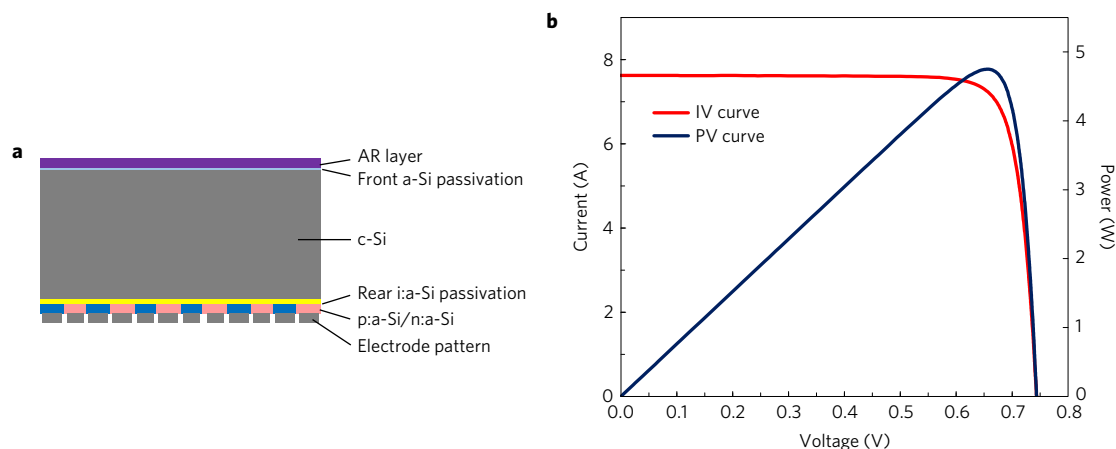 a
AR layer
Front a-Si passivation
c-Si
Rear i:a-Si passivation
p:a-Si/n:a-Si
Electrode pattern
b
8
6
4
2
0
Current (A)
IV curve
PV curve
5
4
3
2
1
0
Power (W)
0.0 0.1 0.2 0.3 0.4 0.5 0.6 0.7 0.8
Voltage (V)